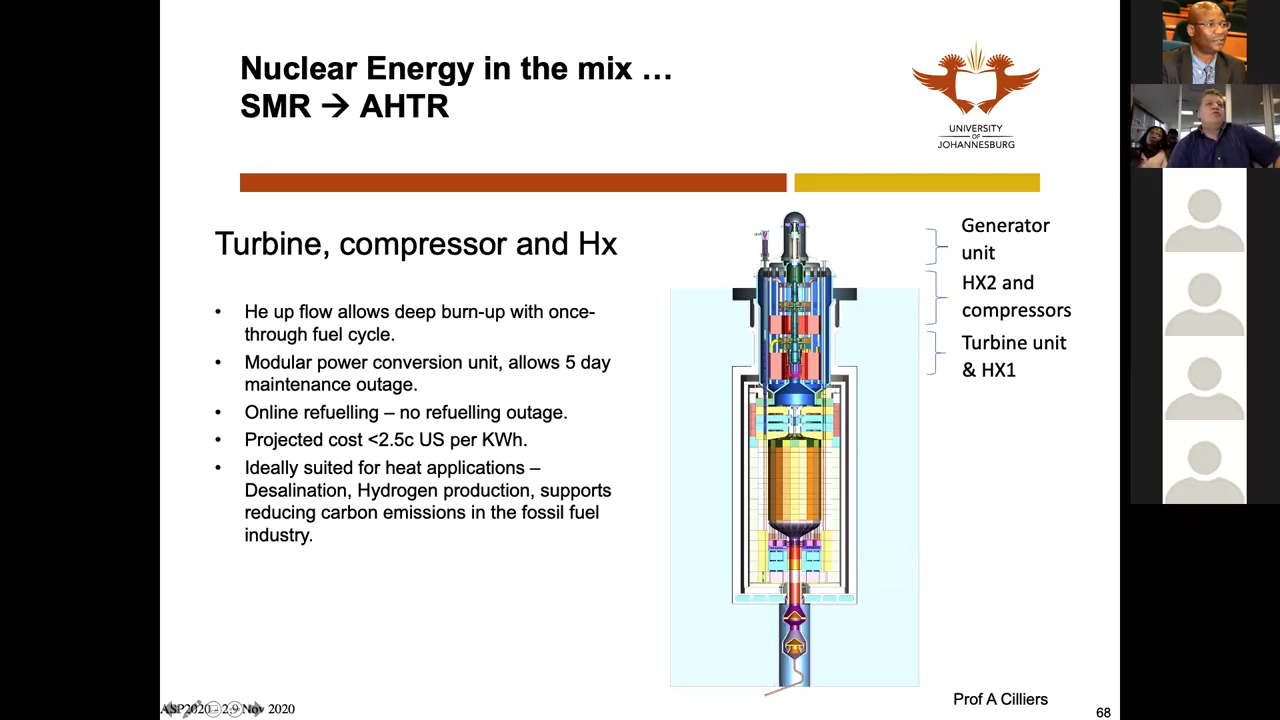 Nuclear Energy in the mix …
SMR → AHTR
UNIVERSITY
OF
JOHANNESBURG
Turbine, compressor and Hx
• He up flow allows deep burn-up with once-
through fuel cycle.
• Modular power conversion unit, allows 5 day
maintenance outage.
• Online refuelling – no refuelling outage.
• Projected cost <2.5c US per KWh.
• Ideally suited for heat applications –
Desalination, Hydrogen production, supports
reducing carbon emissions in the fossil fuel
industry.
Generator
unit
HX2 and
compressors
Turbine unit
& HX1
Prof A Cilliers
ASP2020 - 2.9 Nov 2020
68